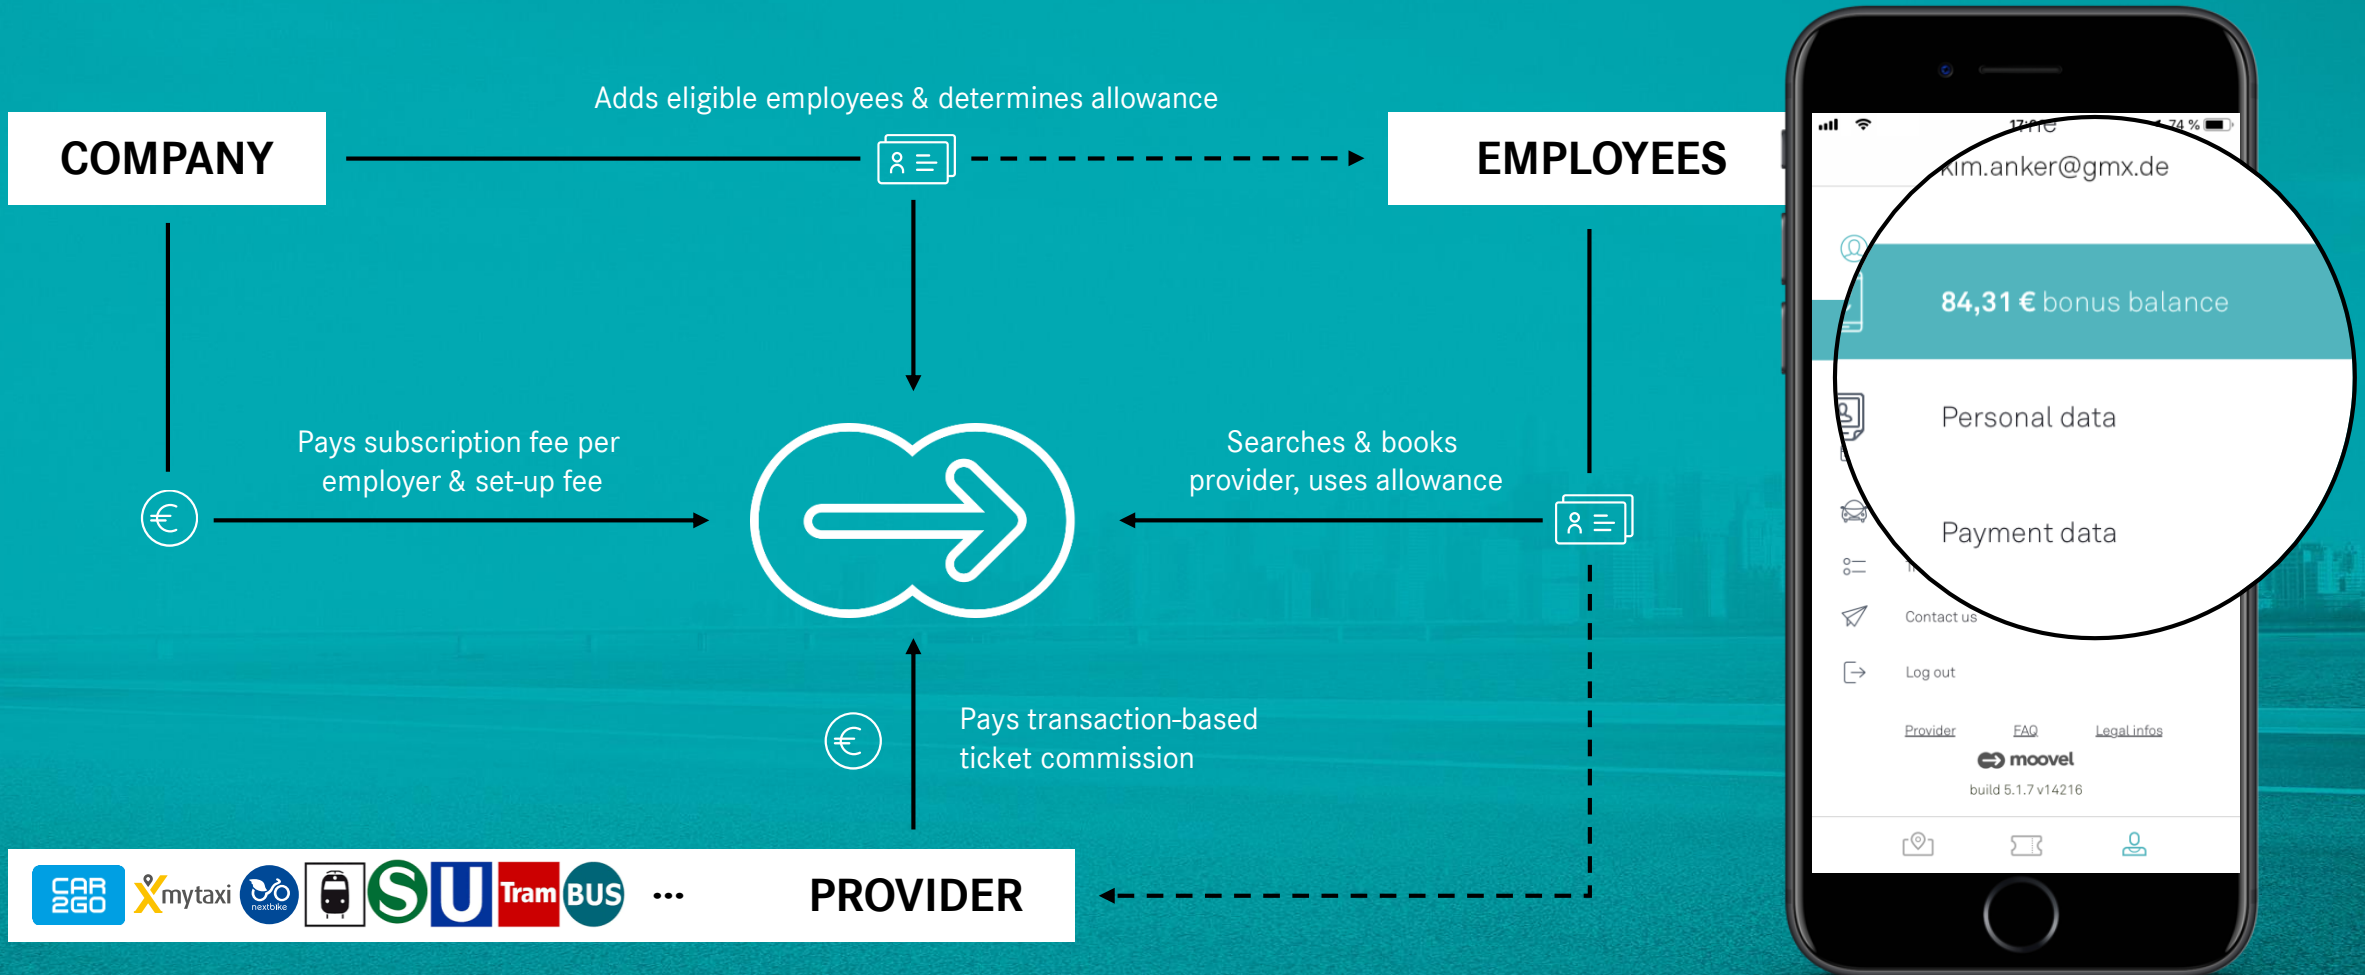 Adds eligible employees & determines allowance
COMPANY
EMPLOYEES
Pays subscription fee per
employer & set-up fee
Searches & books
provider, uses allowance
Pays transaction-based
ticket commission
CAR
2GO
mytaxi
nextbike
S
U
Tram
BUS
...
PROVIDER
74 %
kim.anker@gmx.de
84,31 € bonus balance
Personal data
Payment data
Contact us
Log out
Provider FAQ Legal infos
moovel
build 5.1.7 v14216